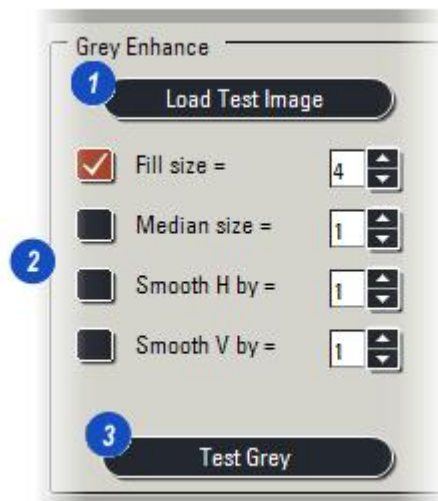 Grey Enhance
1
Load Test Image
Fill size = 4
2
Median size = 1
Smooth H by = 1
Smooth V by = 1
3
Test Grey